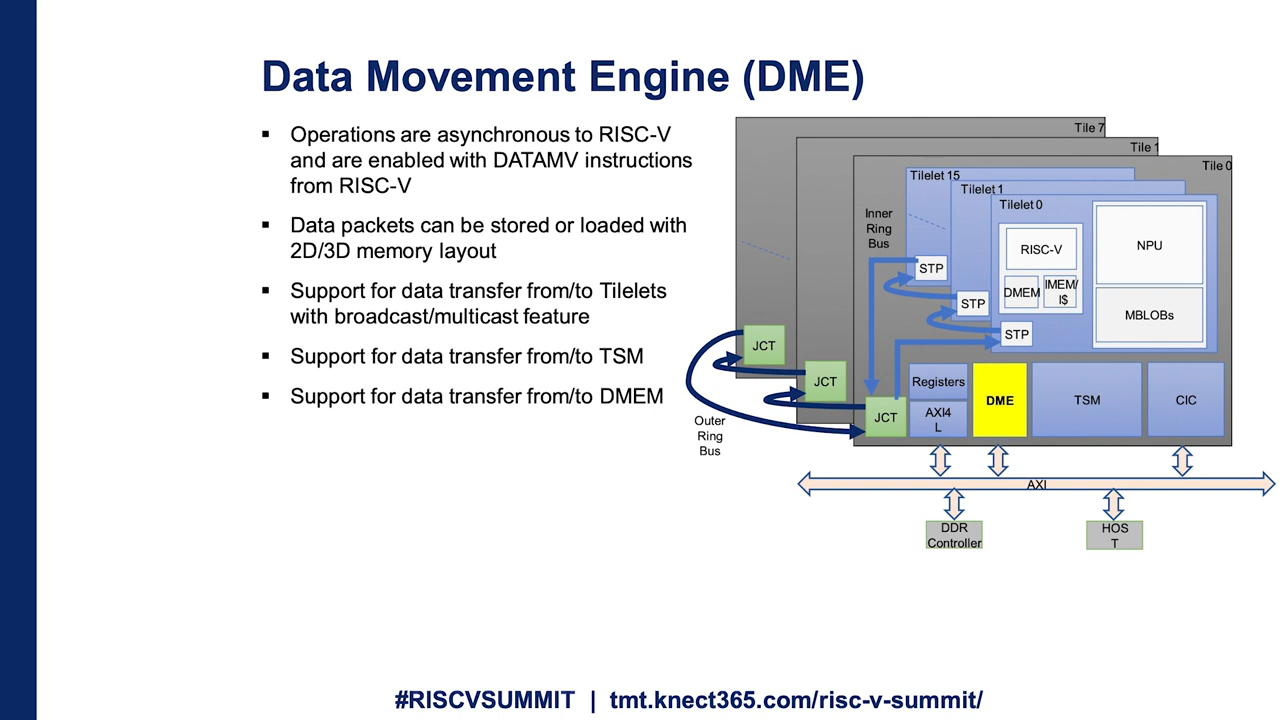 Data Movement Engine (DME)
▪ Operations are asynchronous to RISC-V
and are enabled with DATAMV instructions
from RISC-V
▪ Data packets can be stored or loaded with
2D/3D memory layout
▪ Support for data transfer from/to Tilelets
with broadcast/multicast feature
▪ Support for data transfer from/to TSM
▪ Support for data transfer from/to DMEM
Tile 7
Tile 1
Tile 0
Tilelet 15
Tilelet 1
Tilelet 0
Inner
Ring
Bus
RISC-V
NPU
STP
DMEM
IMEM/
I$
STP
MBLOBs
STP
JCT
JCT
JCT
Registers
AXI4
L
DME
TSM
CIC
Outer
Ring
Bus
AXI
DDR
Controller
HOS
T
#RISCVSUMMIT | tmt.knect365.com/risc-v-summit/